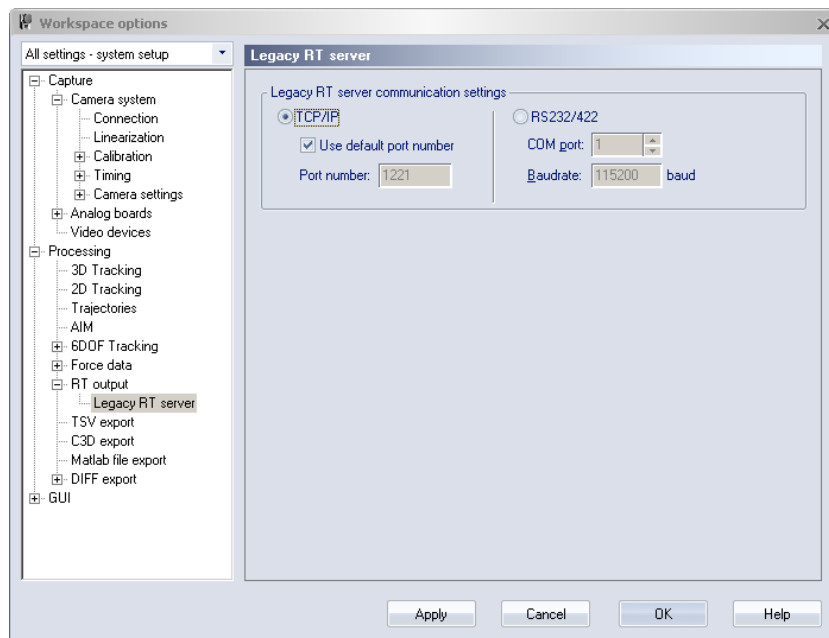 Workspace options
All settings - system setup
Capture
Camera system
Connection
Linearization
Calibration
Timing
Camera settings
Analog boards
Video devices
Processing
3D Tracking
2D Tracking
Trajectories
AIM
6DOF Tracking
Force data
RT output
Legacy RT server
TSV export
C3D export
Matlab file export
DIFF export
GUI
Legacy RT server
Legacy RT server communication settings
TCP/IP
Use default port number
Port number: 1221
RS232/422
COM port: 1
Baudrate: 115200 baud
Apply Cancel OK Help